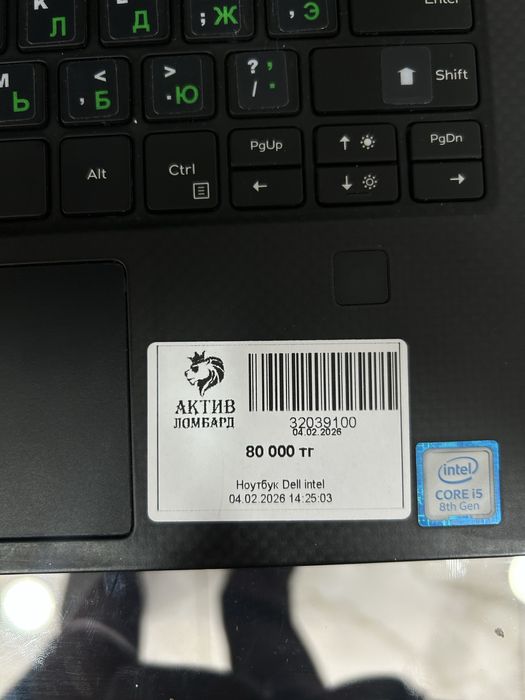 К Л
Д
; Ж
, Э
Enter
М Ь
< , Б
> . Ю
? , / .
Shift
Alt
Ctrl
PgUp
↑
PgDn
←
↓
→
АКТИВ
ЛОМБАРД
32039100
04.02.2026
80 000 тг
Ноутбук Dell intel
04.02.2026 14:25:03
intel
CORE i5
8th Gen